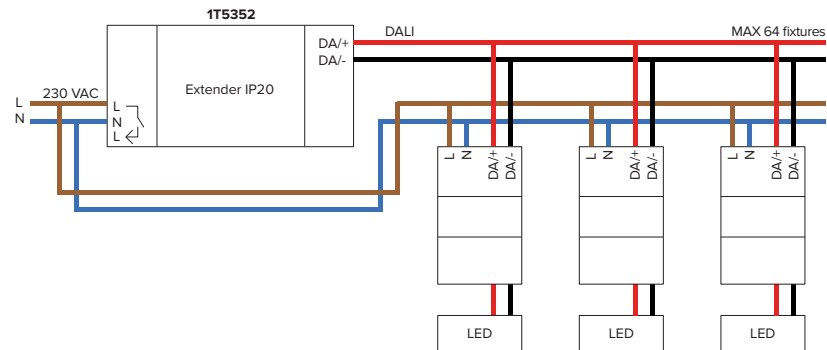 1T5352
DA/+
DALI
MAX 64 fixtures
DA/-
230 VAC
Extender IP20
L
L
N
N
L
L
N
DA/+
DA/-
L
N
DA/+
DA/-
L
N
DA/+
DA/-
LED
LED
LED